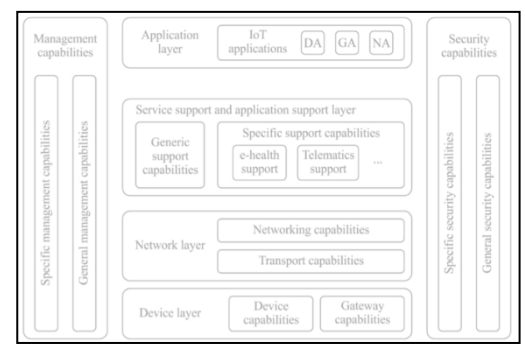 Management
capabilities
Specific management capabilities
General management capabilities
Application
layer
IoT
applications
DA
GA
NA
Service support and application support layer
Generic
support
capabilities
Specific support capabilities
e-health
support
Telematics
support
...
Network layer
Networking capabilities
Transport capabilities
Device layer
Device
capabilities
Gateway
capabilities
Security
capabilities
Specific security capabilities
General security capabilities